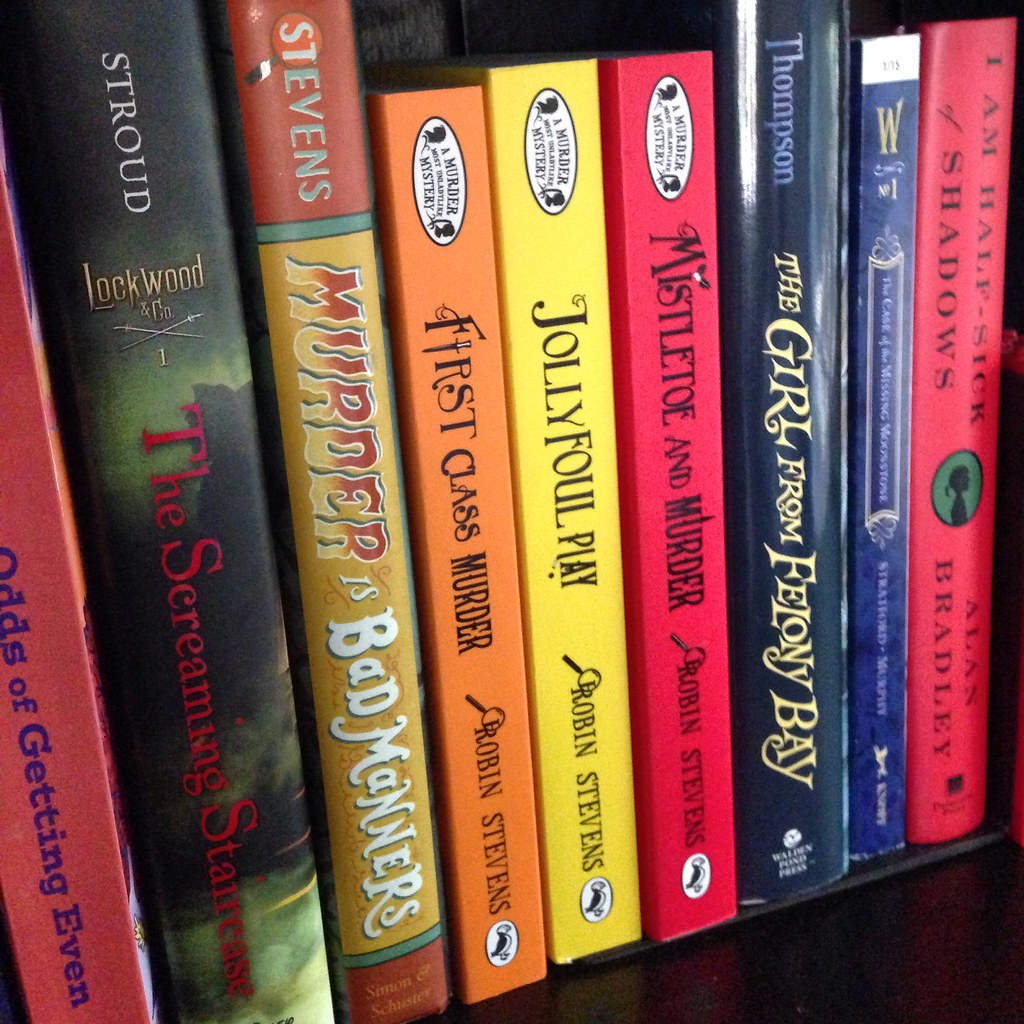 Odds of Getting Even
STROUD
LOCKWOOD
& Co.
1
The Screaming Staircase
STEVENS
MURDER IS BAD MANNERS
Simon &
Schuster
A MURDER
MOST UNLADYLIKE
MYSTERY
FIRST CLASS MURDER
ROBIN STEVENS
A MURDER
MOST UNLADYLIKE
MYSTERY
JOLLY FOUL PLAY
ROBIN STEVENS
A MURDER
MOST UNLADYLIKE
MYSTERY
MISTLETOE AND MURDER
ROBIN STEVENS
Thompson
THE GIRL FROM FELONY BAY
WALDEN
POND
PRESS
W
No 1
The Case of the Missing Moonstone
STRATFORD • MURPHY
KNOPF
I AM HALF-SICK
of SHADOWS
ALAN
BRADLEY